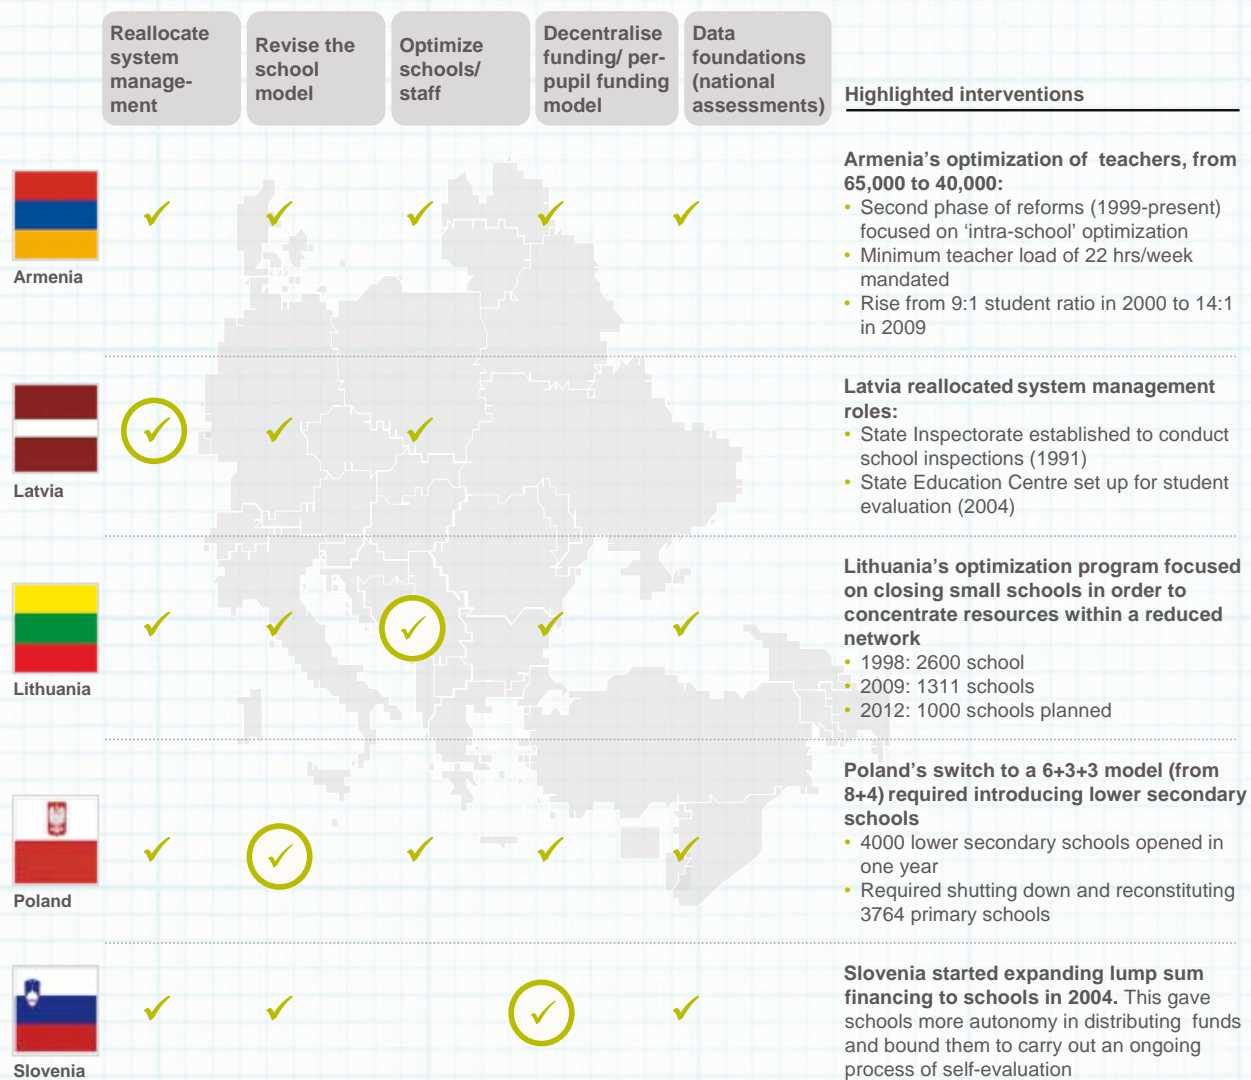 Reallocate
system
manage-
ment
Revise the
school
model
Optimize
schools/
staff
Decentralise
funding/ per-
pupil funding
model
Data
foundations
(national
assessments)
Highlighted interventions
Armenia
Armenia's optimization of teachers, from
65,000 to 40,000:
• Second phase of reforms (1999-present)
focused on 'intra-school' optimization
• Minimum teacher load of 22 hrs/week
mandated
• Rise from 9:1 student ratio in 2000 to 14:1
in 2009
Latvia
Latvia reallocated system management
roles:
• State Inspectorate established to conduct
school inspections (1991)
• State Education Centre set up for student
evaluation (2004)
Lithuania
Lithuania's optimization program focused
on closing small schools in order to
concentrate resources within a reduced
network
• 1998: 2600 school
• 2009: 1311 schools
• 2012: 1000 schools planned
Poland
Poland's switch to a 6+3+3 model (from
8+4) required introducing lower secondary
schools
• 4000 lower secondary schools opened in
one year
• Required shutting down and reconstituting
3764 primary schools
Slovenia
Slovenia started expanding lump sum
financing to schools in 2004. This gave
schools more autonomy in distributing funds
and bound them to carry out an ongoing
process of self-evaluation